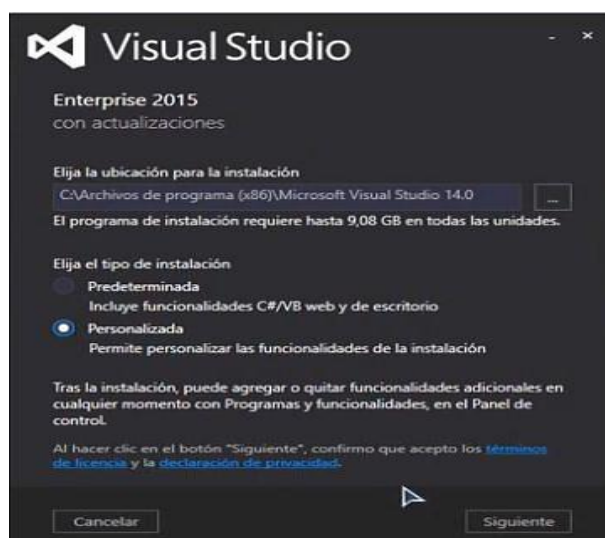 Visual Studio
Enterprise 2015
con actualizaciones
Elija la ubicación para la instalación
C:\Archivos de programa (x86)\Microsoft Visual Studio 14.0
...
El programa de instalación requiere hasta 9,08 GB en todas las unidades.
Elija el tipo de instalación
Predeterminada
Incluye funcionalidades C#/VB web y de escritorio
Personalizada
Permite personalizar las funcionalidades de la instalación
Tras la instalación, puede agregar o quitar funcionalidades adicionales en
cualquier momento con Programas y funcionalidades, en el Panel de
control.
Al hacer clic en el botón "Siguiente", confirmo que acepto los términos
de licencia y la declaración de privacidad.
Cancelar
Siguiente